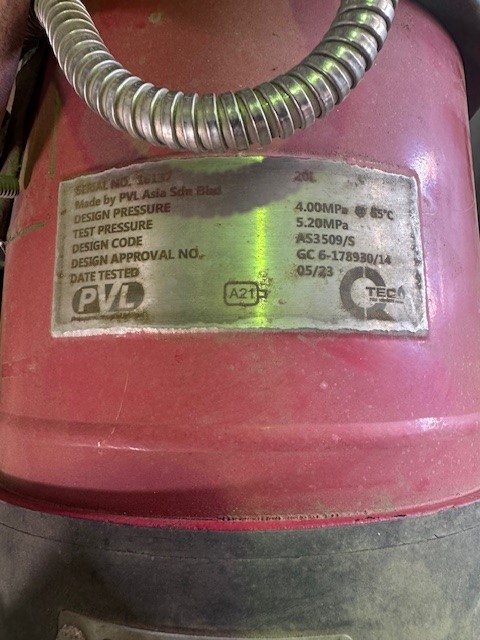 SERIAL NO. 16137 20L
Made by PVL Asia Sdn Bhd
DESIGN PRESSURE 4.00MPa @ 65°C
TEST PRESSURE 5.20MPa
DESIGN CODE AS3509/S
DESIGN APPROVAL NO. GC 6-178930/14
DATE TESTED 05/23
PVL A21 TEC